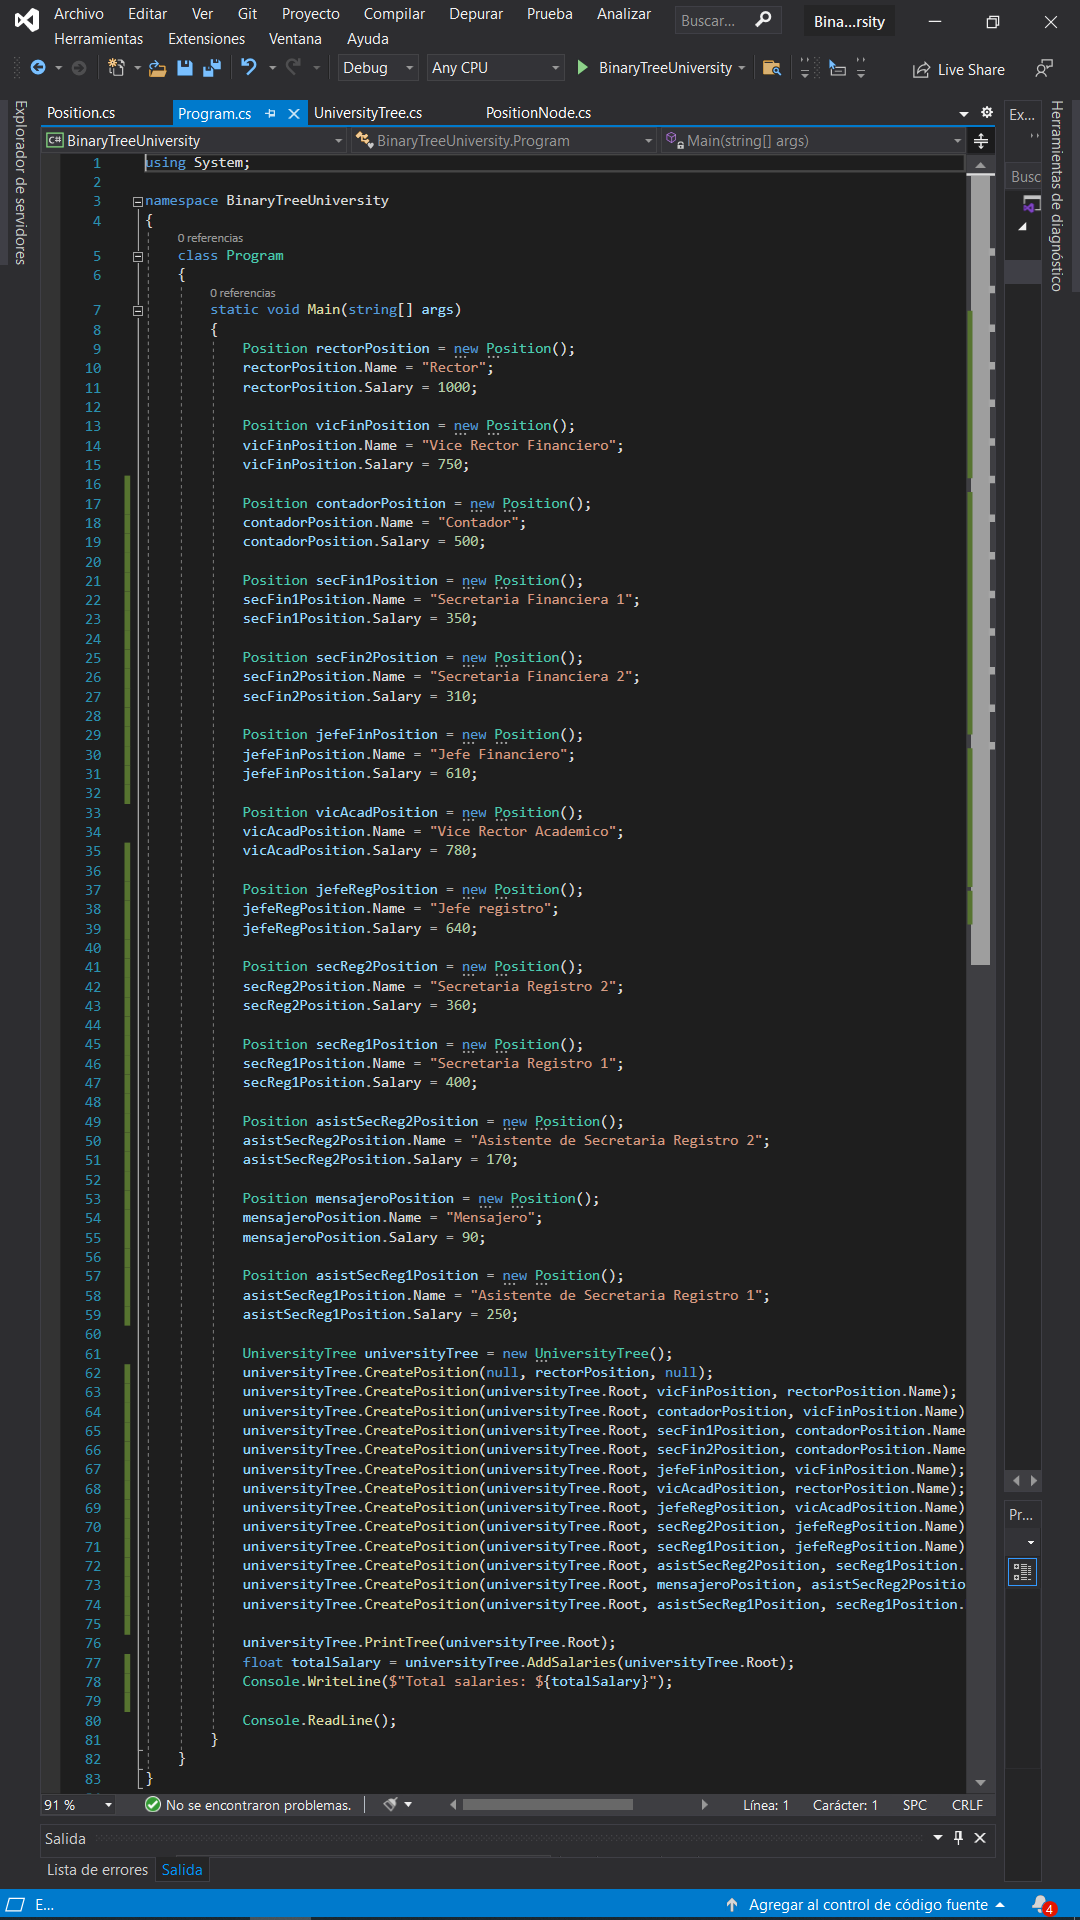 Archivo Editar Ver Git Proyecto Compilar Depurar Prueba Analizar Buscar... Bina...rsity
Herramientas Extensiones Ventana Ayuda
Debug Any CPU BinaryTreeUniversity Live Share
Explorador de servidores
Position.cs Program.cs UniversityTree.cs PositionNode.cs
Ex...
Herramientas de diagnóstico
C# BinaryTreeUniversity BinaryTreeUniversity.Program Main(string[] args)
Busc
1 using System;
2
3 namespace BinaryTreeUniversity
4 {
0 referencias
5 class Program
6 {
0 referencias
7 static void Main(string[] args)
8 {
9 Position rectorPosition = new Position();
10 rectorPosition.Name = "Rector";
11 rectorPosition.Salary = 1000;
12
13 Position vicFinPosition = new Position();
14 vicFinPosition.Name = "Vice Rector Financiero";
15 vicFinPosition.Salary = 750;
16
17 Position contadorPosition = new Position();
18 contadorPosition.Name = "Contador";
19 contadorPosition.Salary = 500;
20
21 Position secFin1Position = new Position();
22 secFin1Position.Name = "Secretaria Financiera 1";
23 secFin1Position.Salary = 350;
24
25 Position secFin2Position = new Position();
26 secFin2Position.Name = "Secretaria Financiera 2";
27 secFin2Position.Salary = 310;
28
29 Position jefeFinPosition = new Position();
30 jefeFinPosition.Name = "Jefe Financiero";
31 jefeFinPosition.Salary = 610;
32
33 Position vicAcadPosition = new Position();
34 vicAcadPosition.Name = "Vice Rector Academico";
35 vicAcadPosition.Salary = 780;
36
37 Position jefeRegPosition = new Position();
38 jefeRegPosition.Name = "Jefe registro";
39 jefeRegPosition.Salary = 640;
40
41 Position secReg2Position = new Position();
42 secReg2Position.Name = "Secretaria Registro 2";
43 secReg2Position.Salary = 360;
44
45 Position secReg1Position = new Position();
46 secReg1Position.Name = "Secretaria Registro 1";
47 secReg1Position.Salary = 400;
48
49 Position asistSecReg2Position = new Position();
50 asistSecReg2Position.Name = "Asistente de Secretaria Registro 2";
51 asistSecReg2Position.Salary = 170;
52
53 Position mensajeroPosition = new Position();
54 mensajeroPosition.Name = "Mensajero";
55 mensajeroPosition.Salary = 90;
56
57 Position asistSecReg1Position = new Position();
58 asistSecReg1Position.Name = "Asistente de Secretaria Registro 1";
59 asistSecReg1Position.Salary = 250;
60
61 UniversityTree universityTree = new UniversityTree();
62 universityTree.CreatePosition(null, rectorPosition, null);
63 universityTree.CreatePosition(universityTree.Root, vicFinPosition, rectorPosition.Name);
64 universityTree.CreatePosition(universityTree.Root, contadorPosition, vicFinPosition.Name)
65 universityTree.CreatePosition(universityTree.Root, secFin1Position, contadorPosition.Name
66 universityTree.CreatePosition(universityTree.Root, secFin2Position, contadorPosition.Name
67 universityTree.CreatePosition(universityTree.Root, jefeFinPosition, vicFinPosition.Name);
68 universityTree.CreatePosition(universityTree.Root, vicAcadPosition, rectorPosition.Name);
69 universityTree.CreatePosition(universityTree.Root, jefeRegPosition, vicAcadPosition.Name)
70 universityTree.CreatePosition(universityTree.Root, secReg2Position, jefeRegPosition.Name)
71 universityTree.CreatePosition(universityTree.Root, secReg1Position, jefeRegPosition.Name)
72 universityTree.CreatePosition(universityTree.Root, asistSecReg2Position, secReg1Position.
73 universityTree.CreatePosition(universityTree.Root, mensajeroPosition, asistSecReg2Positio
74 universityTree.CreatePosition(universityTree.Root, asistSecReg1Position, secReg1Position.
75
76 universityTree.PrintTree(universityTree.Root);
77 float totalSalary = universityTree.AddSalaries(universityTree.Root);
78 Console.WriteLine($"Total salaries: ${totalSalary}");
79
80 Console.ReadLine();
81 }
82 }
83 }
Pr...
91 % No se encontraron problemas. Línea: 1 Carácter: 1 SPC CRLF
Salida
Lista de errores Salida
E... Agregar al control de código fuente 4